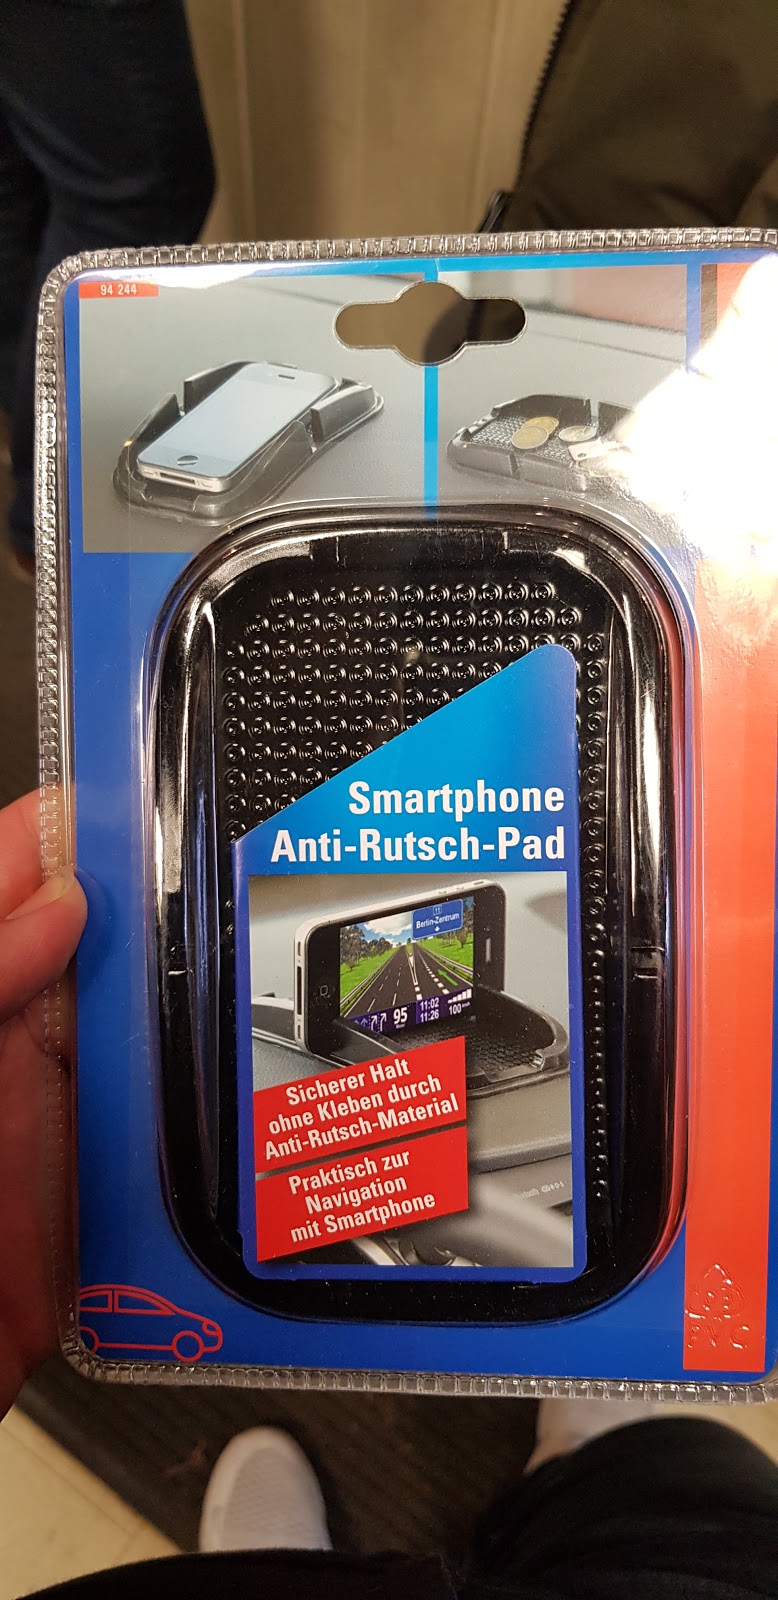 94 244
Smartphone
Anti-Rutsch-Pad
Berlin-Zentrum
95
11:02
11:26
100
Sicherer Halt
ohne Kleben durch
Anti-Rutsch-Material
Praktisch zur
Navigation
mit Smartphone
PVC